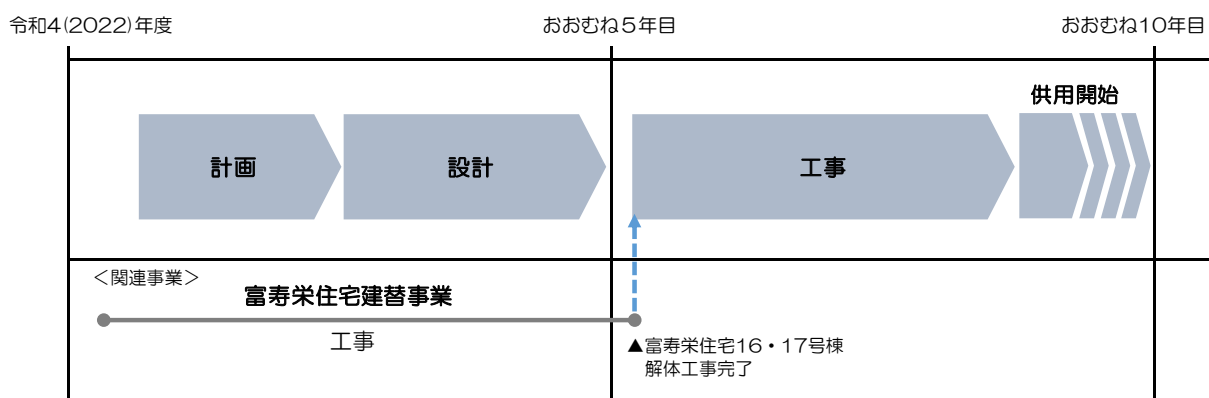 令和4(2022)年度
おおむね5年目
おおむね10年目
供用開始
計画
設計
工事
＜関連事業＞
富寿栄住宅建替事業
工事
▲富寿栄住宅16・17号棟
解体工事完了